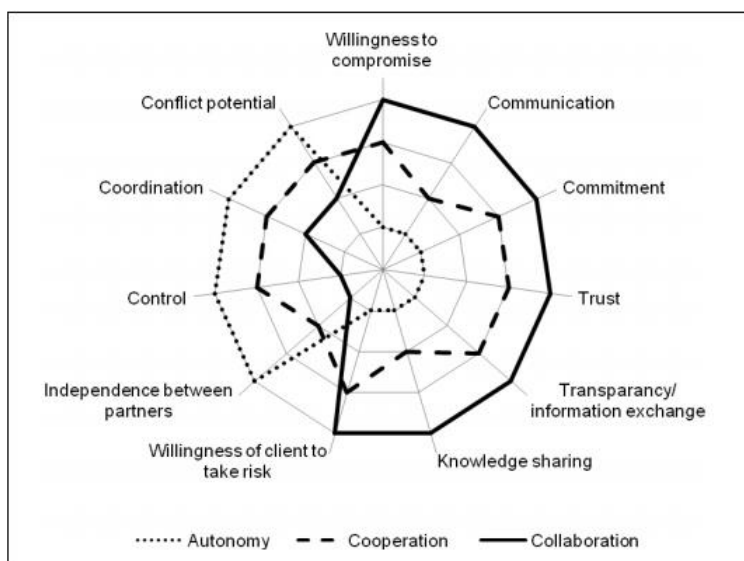 Willingness to
compromise
Conflict potential
Communication
Coordination
Commitment
Control
Trust
Independence between
partners
Transparancy/
information exchange
Willingness of client to
take risk
Knowledge sharing
Autonomy
Cooperation
Collaboration